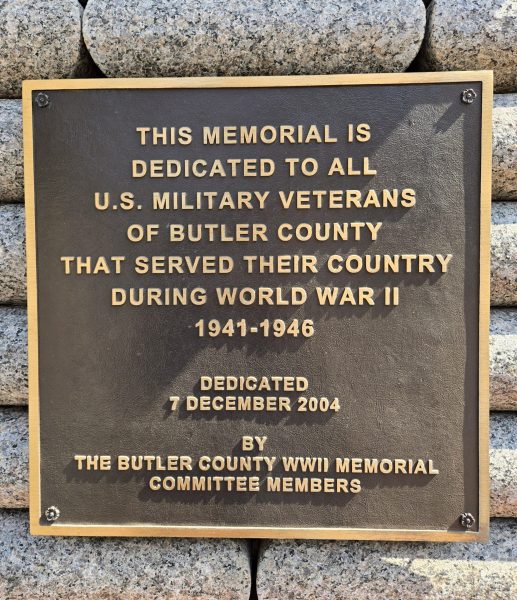 THIS MEMORIAL IS
DEDICATED TO ALL
U.S. MILITARY VETERANS
OF BUTLER COUNTY
THAT SERVED THEIR COUNTRY
DURING WORLD WAR II
1941-1946
DEDICATED
7 DECEMBER 2004
BY
THE BUTLER COUNTY WWII MEMORIAL
COMMITTEE MEMBERS